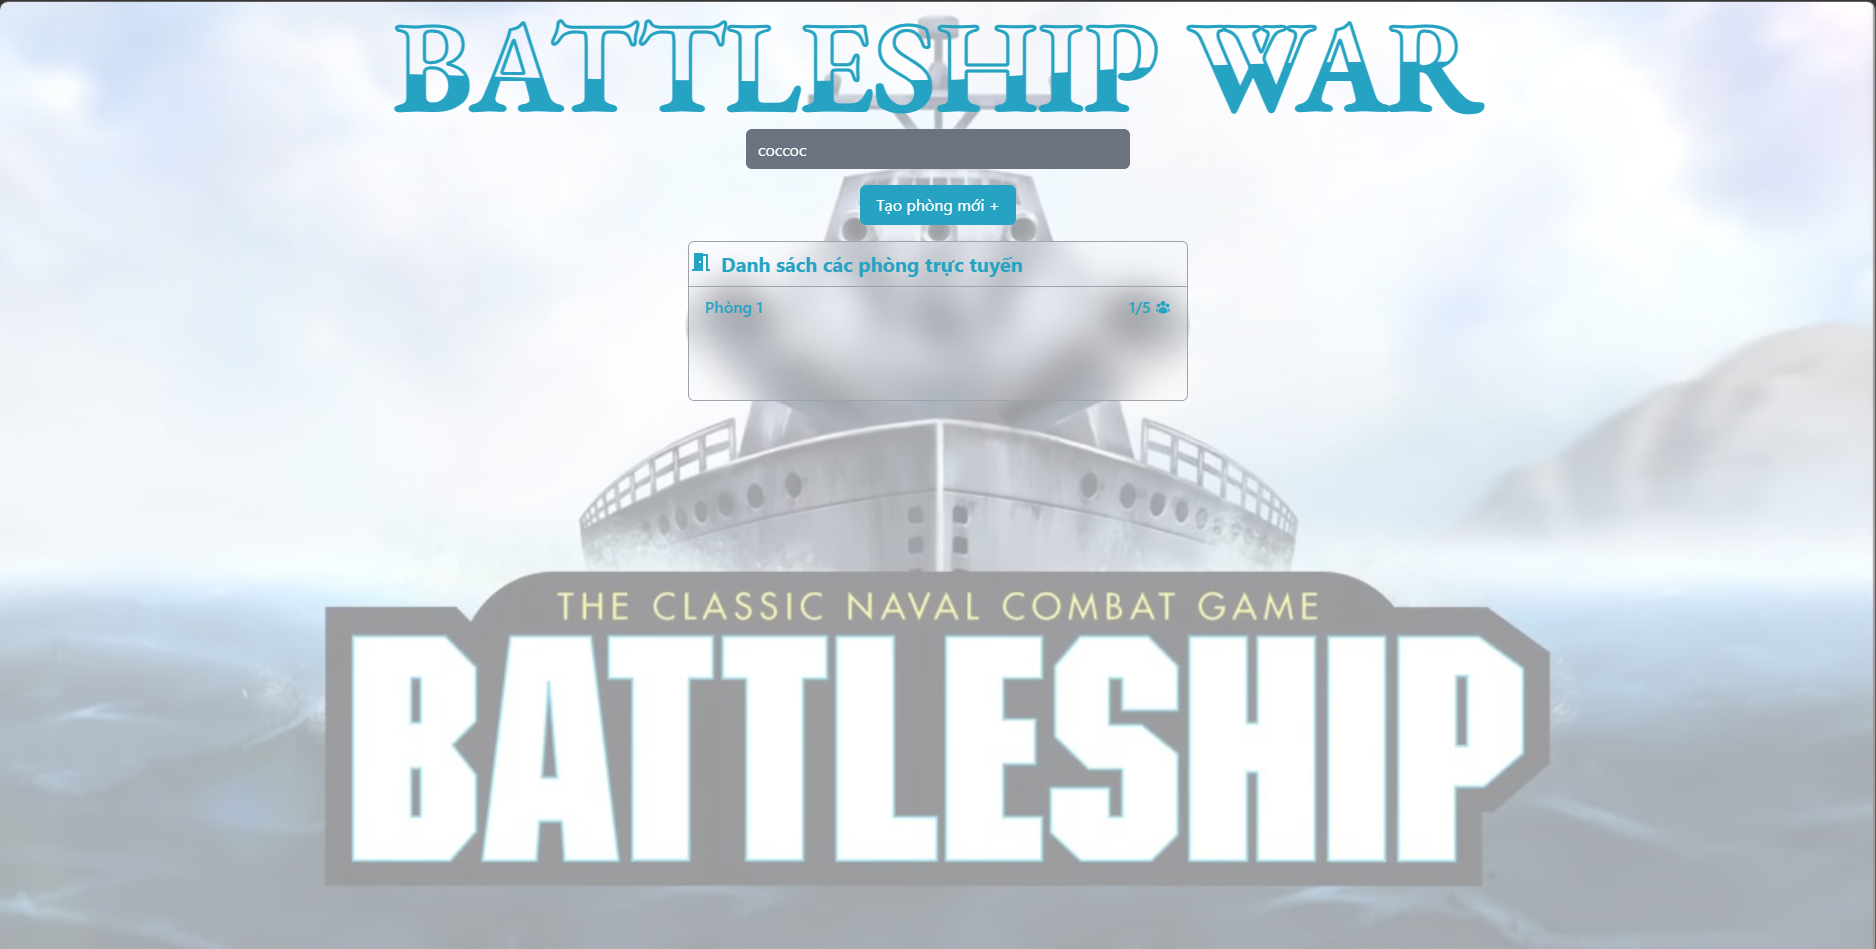 BATTLESHIP WAR
coccoc
Tạo phòng mới +
Danh sách các phòng trực tuyến
Phòng 1 1/5
THE CLASSIC NAVAL COMBAT GAME
BATTLESHIP